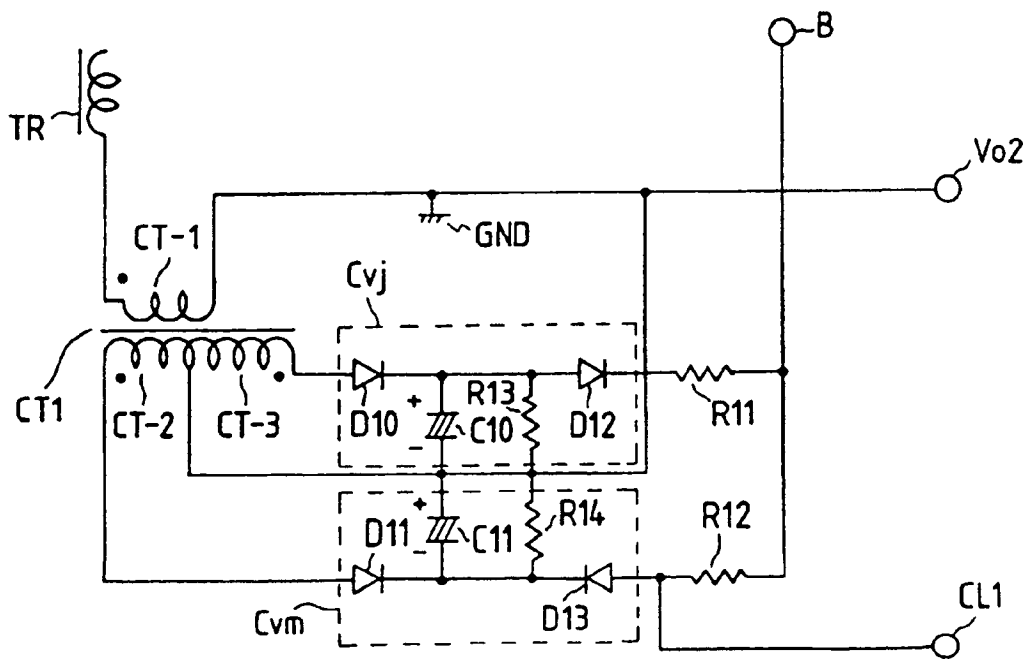 B
TR
Vo2
GND
CT-1
Cvj
CT1
CT-2
CT-3
+
D10
-
C10
R13
D12
R11
+
D11
-
C11
R14
R12
D13
Cvm
CL1